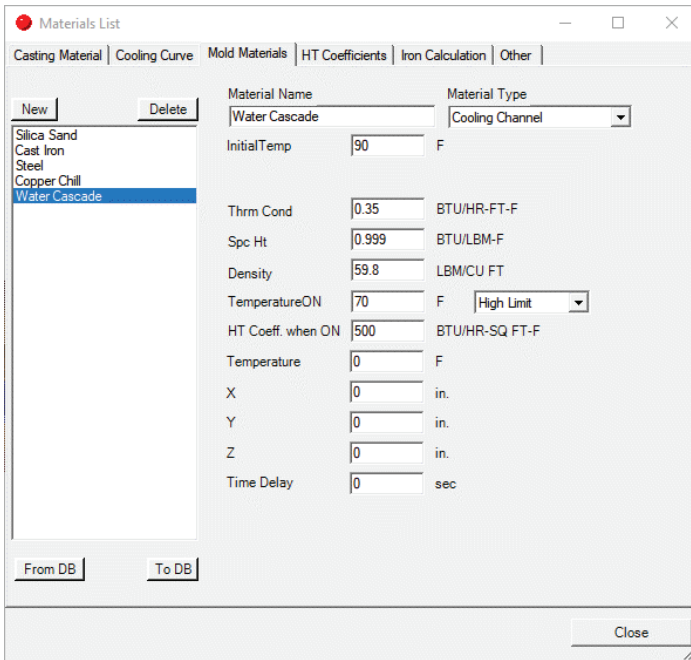 Materials List
Casting Material Cooling Curve Mold Materials HT Coefficients Iron Calculation Other
New Delete
Silica Sand
Cast Iron
Steel
Copper Chill
Water Cascade
From DB To DB
Material Name Material Type
Water Cascade Cooling Channel
InitialTemp 90 F
Thrm Cond 0.35 BTU/HR-FT-F
Spc Ht 0.999 BTU/LBM-F
Density 59.8 LBM/CU FT
TemperatureON 70 F High Limit
HT Coeff. when ON 500 BTU/HR-SQ FT-F
Temperature 0 F
X 0 in.
Y 0 in.
Z 0 in.
Time Delay 0 sec
Close